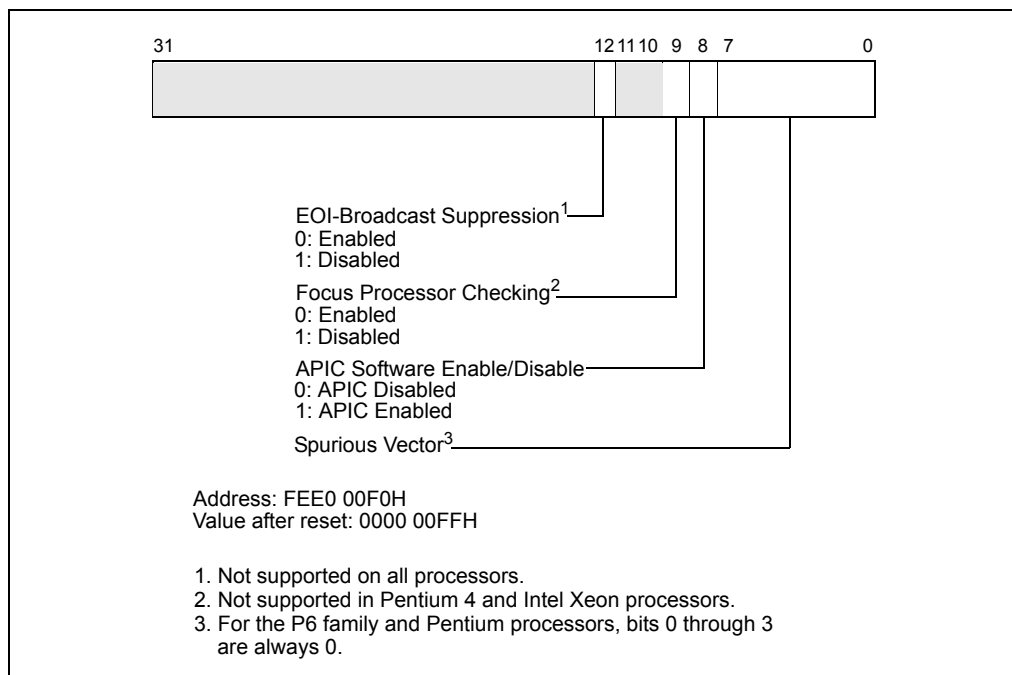 31 12 11 10 9 8 7 0
EOI-Broadcast Suppression1
0: Enabled
1: Disabled
Focus Processor Checking2
0: Enabled
1: Disabled
APIC Software Enable/Disable
0: APIC Disabled
1: APIC Enabled
Spurious Vector3
Address: FEE0 00F0H
Value after reset: 0000 00FFH
1. Not supported on all processors.
2. Not supported in Pentium 4 and Intel Xeon processors.
3. For the P6 family and Pentium processors, bits 0 through 3
are always 0.